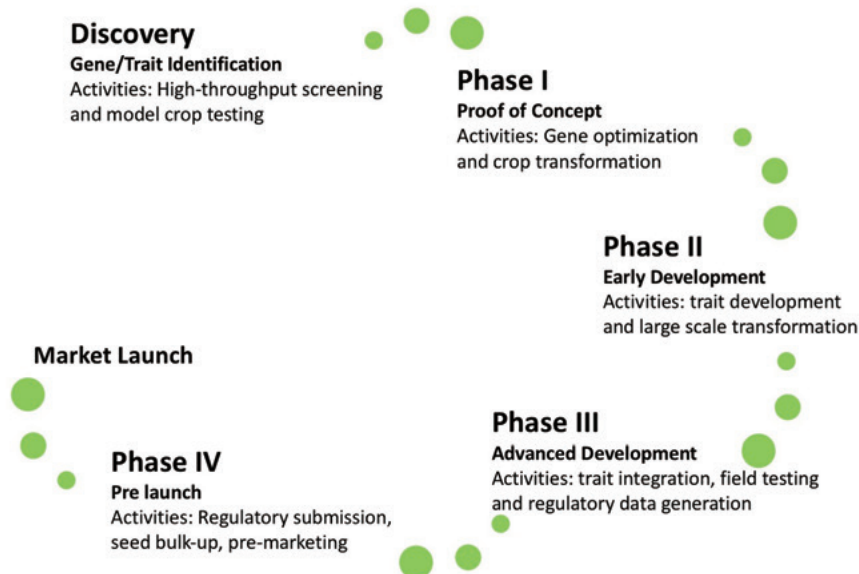 Discovery
Gene/Trait Identification
Activities: High-throughput screening
and model crop testing
Phase I
Proof of Concept
Activities: Gene optimization
and crop transformation
Phase II
Early Development
Activities: trait development
and large scale transformation
Phase III
Advanced Development
Activities: trait integration, field testing
and regulatory data generation
Phase IV
Pre launch
Activities: Regulatory submission,
seed bulk-up, pre-marketing
Market Launch